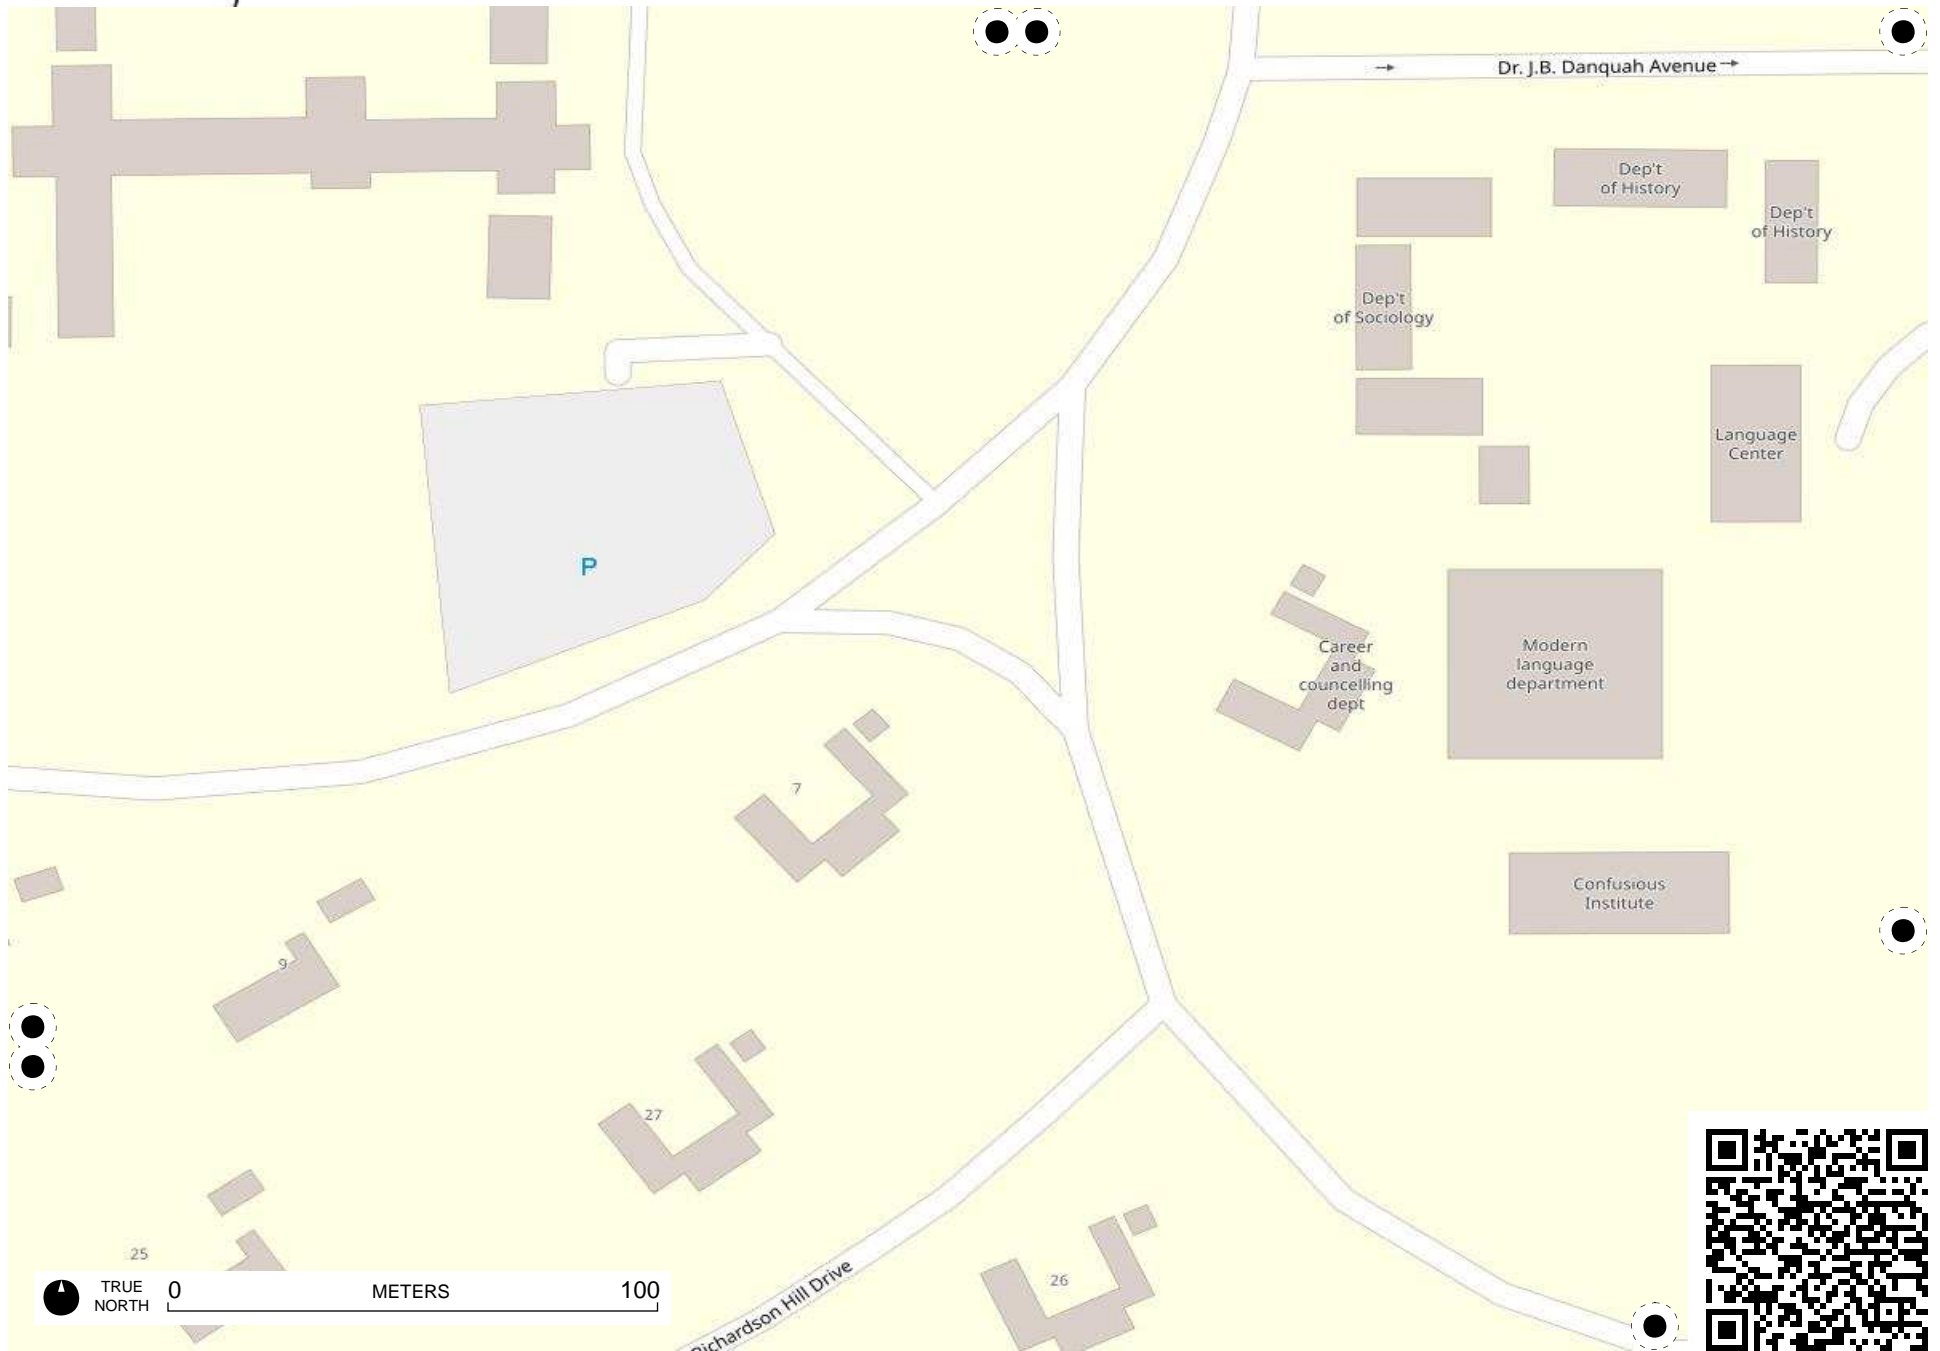 Dr. J.B. Danquah Avenue
Dep't
of History
Dep't
of History
Dep't
of Sociology
Language
Center
P
Career
and
councelling
dept
Modern
language
department
7
Confusious
Institute
9
27
25
26
TRUE
NORTH
0
METERS
100
Richardson Hill Drive